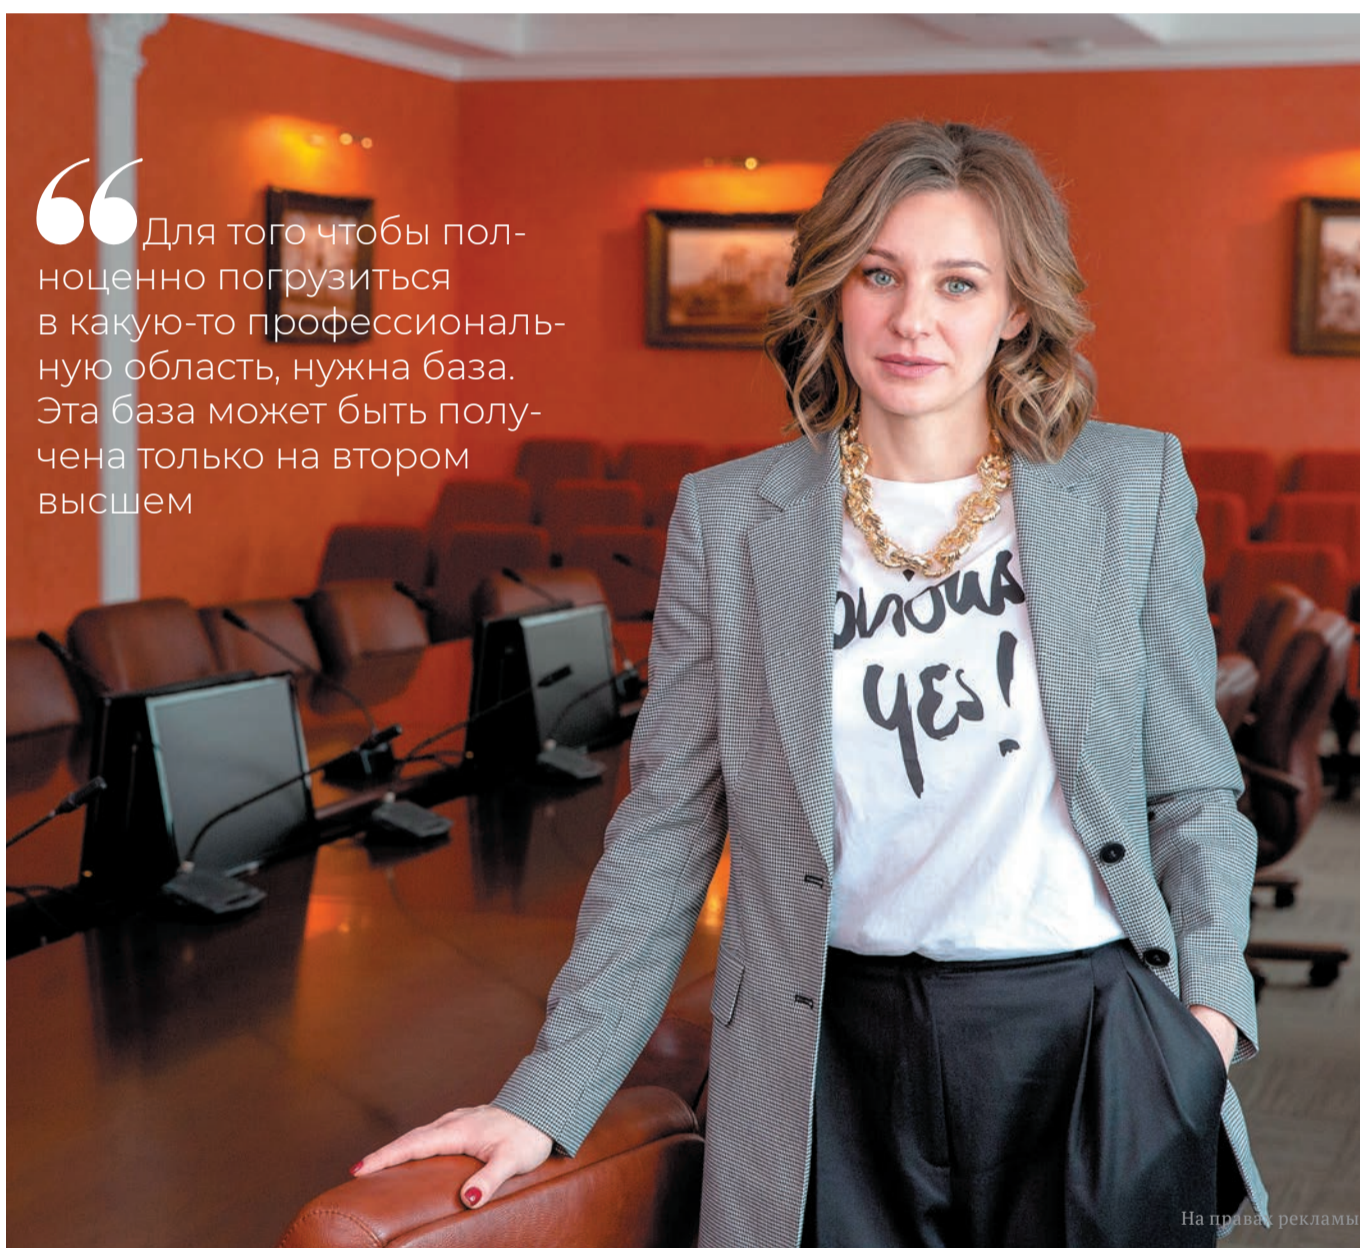 “Для того чтобы пол-
ноценно погрузиться
в какую-то профессиональ-
ную область, нужна база.
Эта база может быть полу-
чена только на втором
высшем
yes!
На правах рекламы